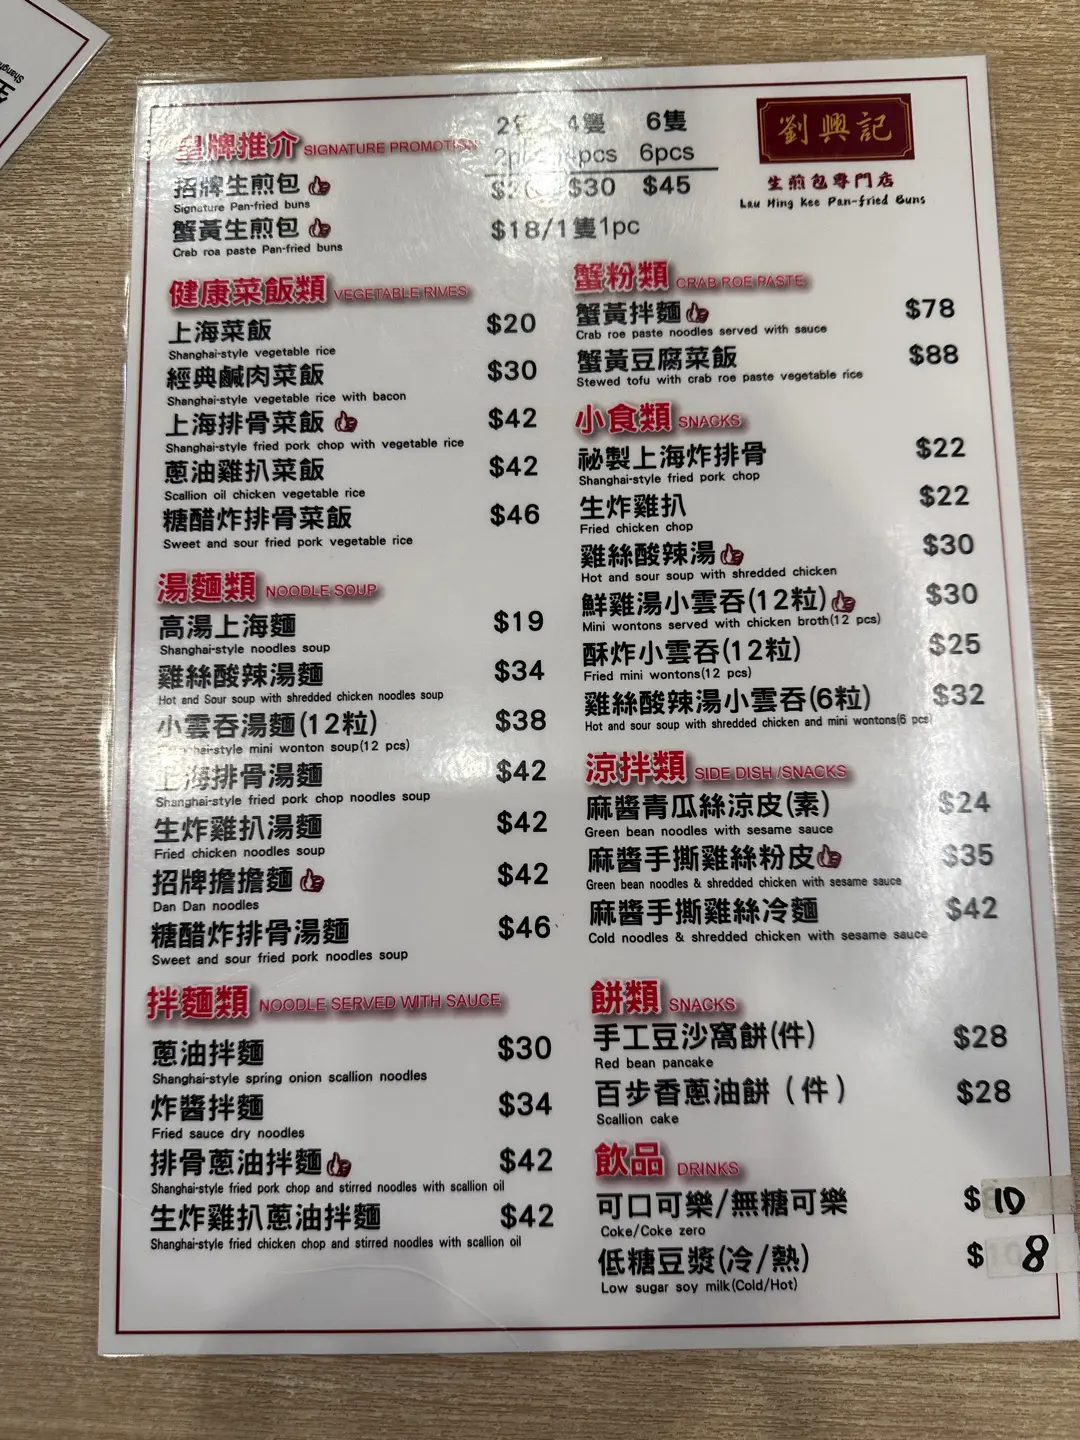 皇牌推介 SIGNATURE PROMOTION
2隻 4隻 6隻
2pcs 4pcs 6pcs
招牌生煎包 $30 $45
Signature Pan-fried buns
蟹黃生煎包 $18/1隻1pc
Crab roa paste Pan-fried buns
劉興記
生煎包專門店
Lau Hing Kee Pan-fried Buns
健康菜飯類 VEGETABLE RIVES
上海菜飯 $20
Shanghai-style vegetable rice
經典鹹肉菜飯 $30
Shanghai-style vegetable rice with bacon
上海排骨菜飯 $42
Shanghai-style fried pork chop with vegetable rice
蔥油雞扒菜飯 $42
Scallion oil chicken vegetable rice
糖醋炸排骨菜飯 $46
Sweet and sour fried pork vegetable rice
湯麵類 NOODLE SOUP
高湯上海麵 $19
Shanghai-style noodles soup
雞絲酸辣湯麵 $34
Hot and Sour soup with shredded chicken noodles soup
小雲吞湯麵(12粒) $38
Shanghai-style mini wonton soup(12 pcs)
上海排骨湯麵 $42
Shanghai-style fried pork chop noodles soup
生炸雞扒湯麵 $42
Fried chicken noodles soup
招牌擔擔麵 $42
Dan Dan noodles
糖醋炸排骨湯麵 $46
Sweet and sour fried pork noodles soup
拌麵類 NOODLE SERVED WITH SAUCE
蔥油拌麵 $30
Shanghai-style spring onion scallion noodles
炸醬拌麵 $34
Fried sauce dry noodles
排骨蔥油拌麵 $42
Shanghai-style fried pork chop and stirred noodles with scallion oil
生炸雞扒蔥油拌麵 $42
Shanghai-style fried chicken chop and stirred noodles with scallion oil
蟹粉類 CRAB ROE PASTE
蟹黃拌麵 $78
Crab roe paste noodles served with sauce
蟹黃豆腐菜飯 $88
Stewed tofu with crab roe paste vegetable rice
小食類 SNACKS
祕製上海炸排骨 $22
Shanghai-style fried pork chop
生炸雞扒 $22
Fried chicken chop
雞絲酸辣湯 $30
Hot and sour soup with shredded chicken
鮮雞湯小雲吞(12粒) $30
Mini wontons served with chicken broth(12 pcs)
酥炸小雲吞(12粒) $25
Fried mini wontons(12 pcs)
雞絲酸辣湯小雲吞(6粒) $32
Hot and sour soup with shredded chicken and mini wontons(6 pcs)
涼拌類 SIDE DISH /SNACKS
麻醬青瓜絲涼皮(素) $24
Green bean noodles with sesame sauce
麻醬手撕雞絲粉皮 $35
Green bean noodles & shredded chicken with sesame sauce
麻醬手撕雞絲冷麵 $42
Cold noodles & shredded chicken with sesame sauce
餅類 SNACKS
手工豆沙窩餅(件) $28
Red bean pancake
百步香蔥油餅(件) $28
Scallion cake
飲品 DRINKS
可口可樂/無糖可樂 $10
Coke/Coke zero
低糖豆漿(冷/熱) $8
Low sugar soy milk(Cold/Hot)